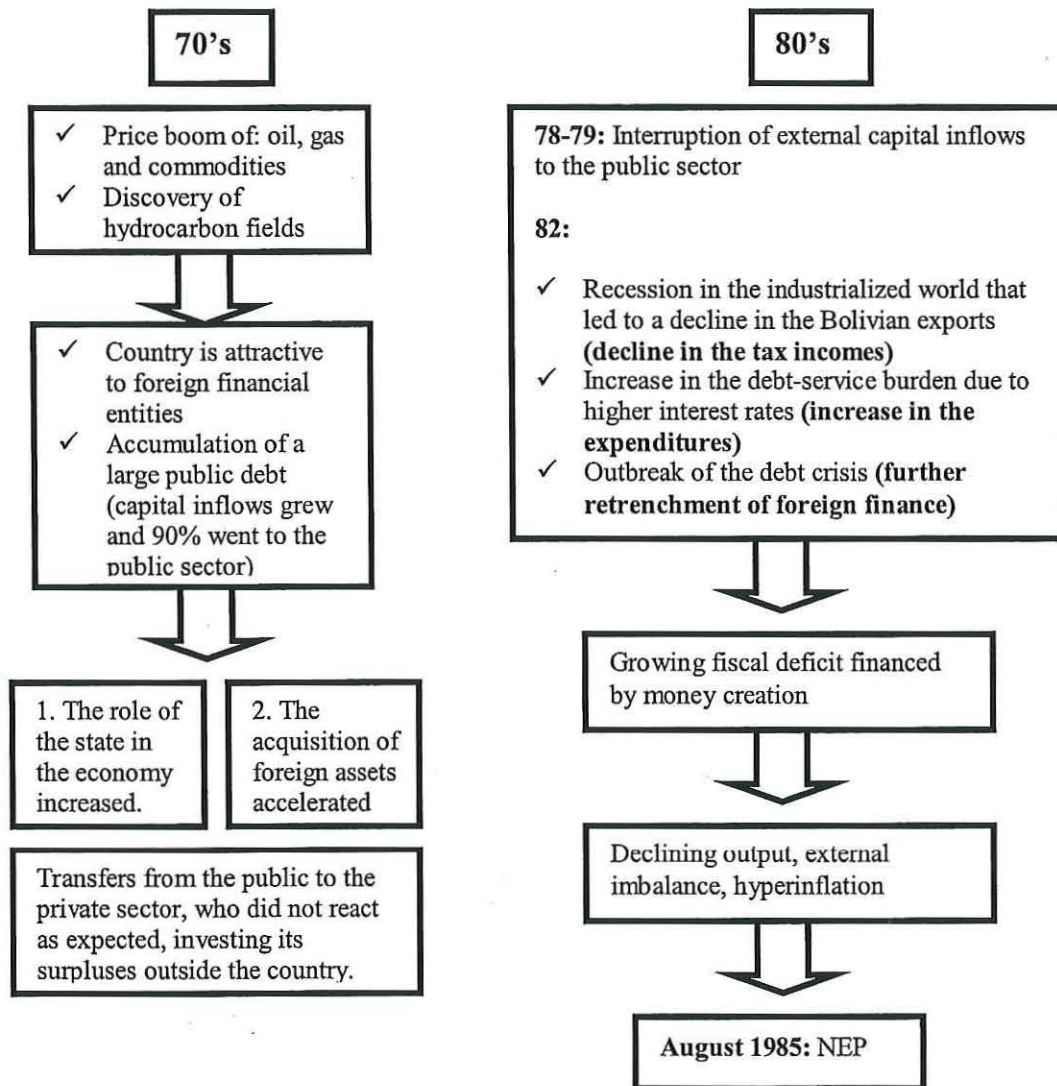 70's
✓ Price boom of: oil, gas
and commodities
✓ Discovery of
hydrocarbon fields
✓ Country is attractive
to foreign financial
entities
✓ Accumulation of a
large public debt
(capital inflows grew
and 90% went to the
public sector)
1. The role of
the state in
the economy
increased.
2. The
acquisition of
foreign assets
accelerated
Transfers from the public to the
private sector, who did not react
as expected, investing its
surpluses outside the country.
80's
78-79: Interruption of external capital inflows
to the public sector
82:
✓ Recession in the industrialized world that
led to a decline in the Bolivian exports
(decline in the tax incomes)
✓ Increase in the debt-service burden due to
higher interest rates (increase in the
expenditures)
✓ Outbreak of the debt crisis (further
retrenchment of foreign finance)
Growing fiscal deficit financed
by money creation
Declining output, external
imbalance, hyperinflation
August 1985: NEP